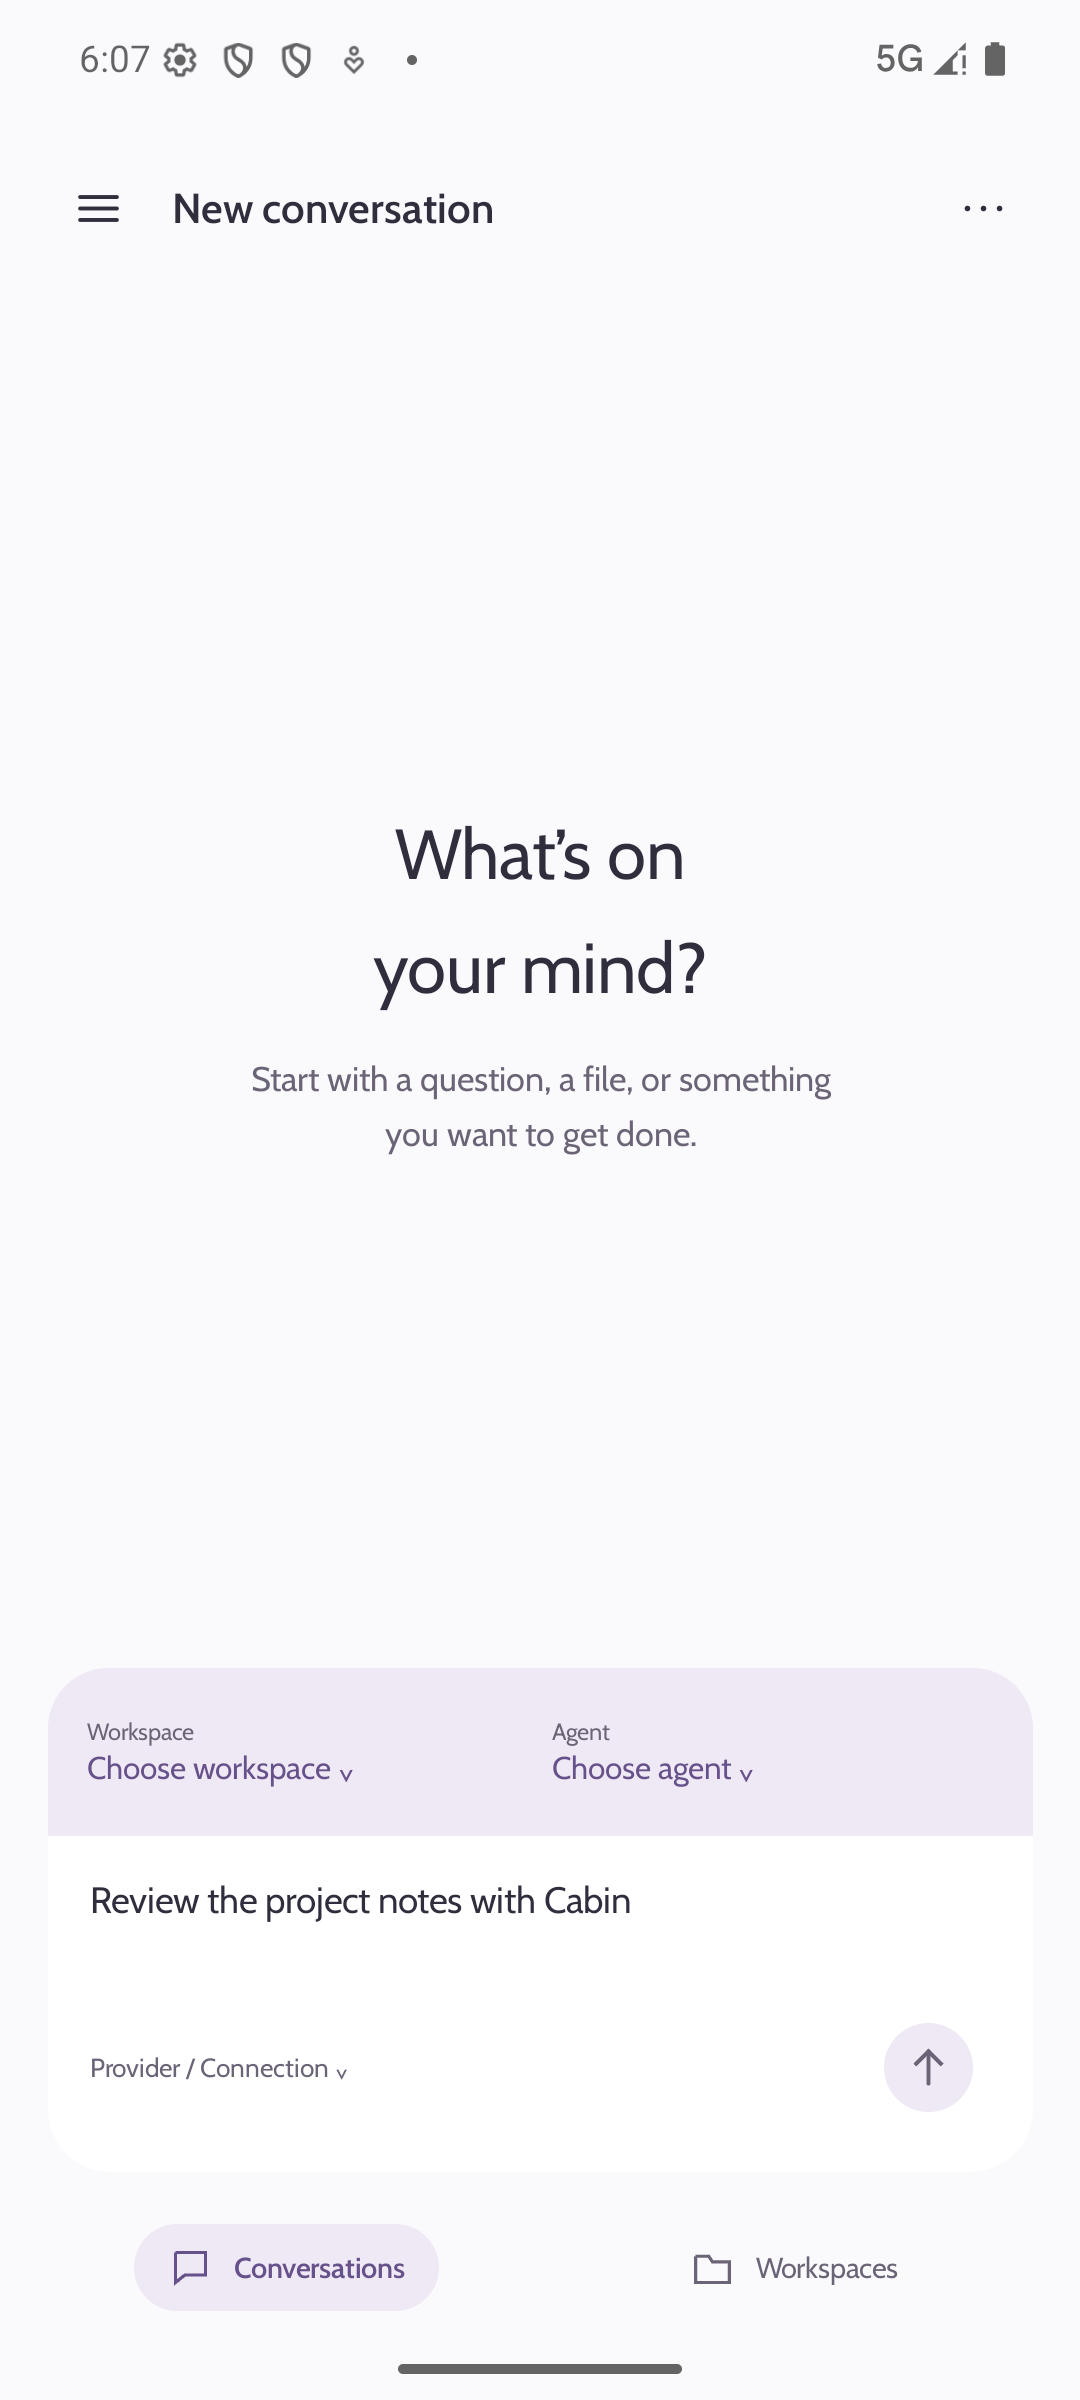 6:07
5G
New conversation
What's on
your mind?
Start with a question, a file, or something
you want to get done.
Workspace
Agent
Choose workspace
Choose agent
Review the project notes with Cabin
Provider / Connection
Conversations
Workspaces